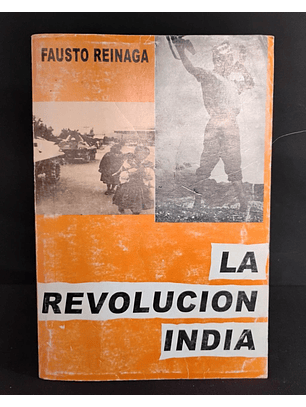 FAUSTO REINAGA
LA
REVOLUCION
INDIA